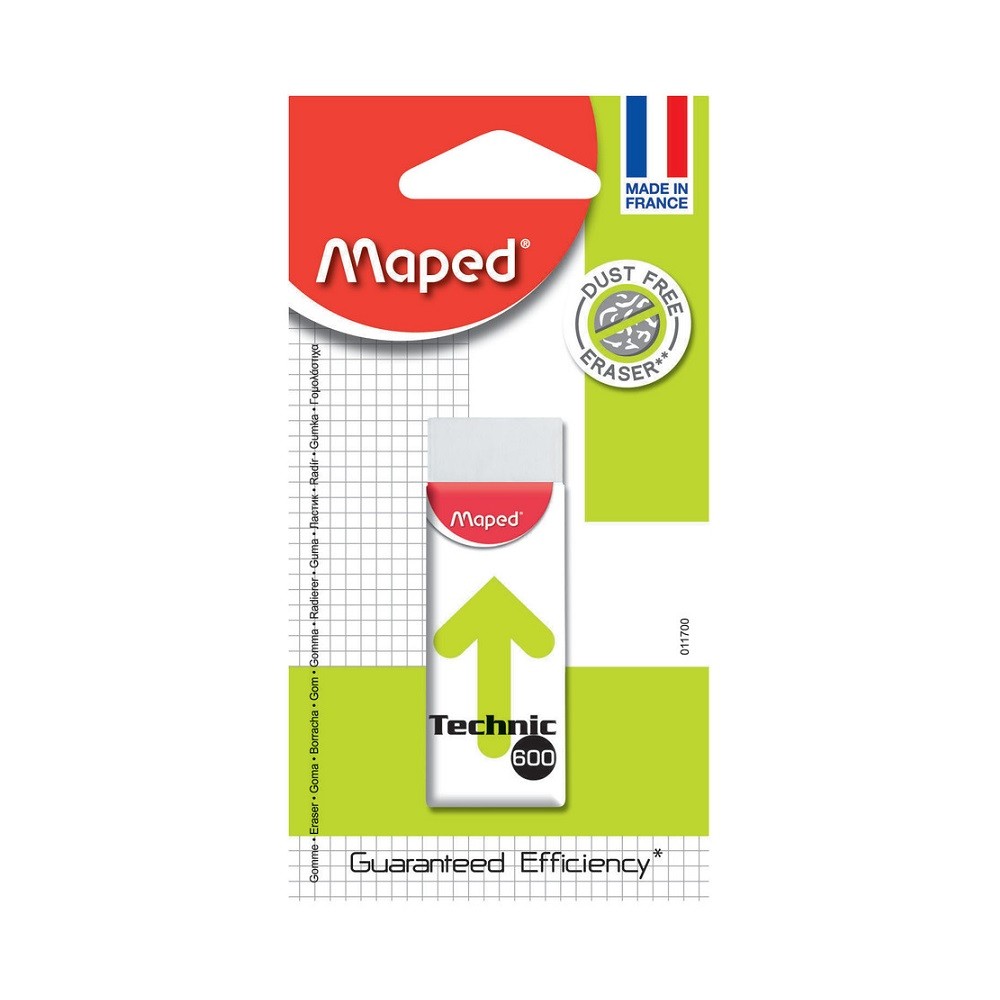 MADE IN
FRANCE
Maped®
DUST FREE
ERASER**
Maped®
Technic
600
011700
Gomme • Eraser • Goma • Borracha • Gom • Gomma • Radierer • Guma • Ластик • Radír • Gumka • Γομολάστιχα
Guaranteed Efficiency*